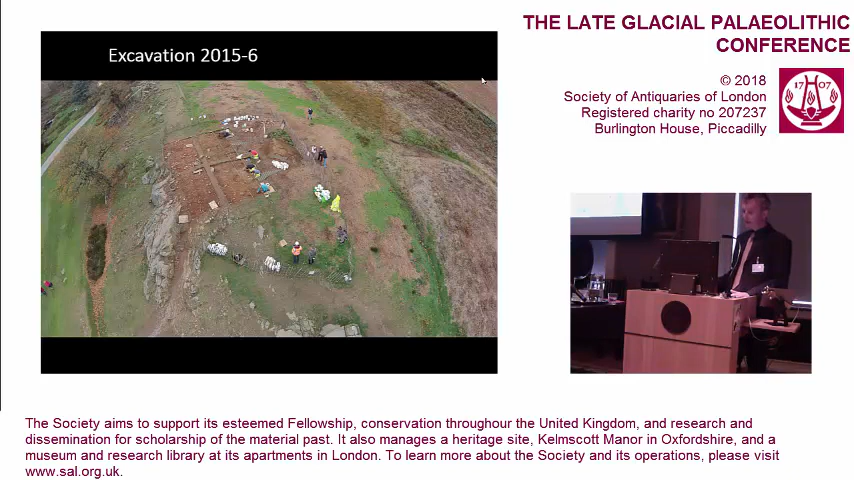 THE LATE GLACIAL PALAEOLITHIC
CONFERENCE
Excavation 2015-6
© 2018
Society of Antiquaries of London
Registered charity no 207237
Burlington House, Piccadilly
17 07
The Society aims to support its esteemed Fellowship, conservation throughour the United Kingdom, and research and
dissemination for scholarship of the material past. It also manages a heritage site, Kelmscott Manor in Oxfordshire, and a
museum and research library at its apartments in London. To learn more about the Society and its operations, please visit
www.sal.org.uk.